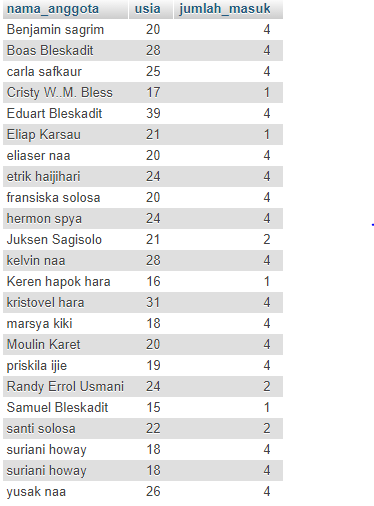 nama_anggota usia jumlah_masuk
Benjamin sagrim 20 4
Boas Bleskadit 28 4
carla safkaur 25 4
Cristy W..M. Bless 17 1
Eduart Bleskadit 39 4
Eliap Karsau 21 1
eliaser naa 20 4
etrik haijihari 24 4
fransiska solosa 20 4
hermon spya 24 4
Juksen Sagisolo 21 2
kelvin naa 28 4
Keren hapok hara 16 1
kristovel hara 31 4
marsya kiki 18 4
Moulin Karet 20 4
priskila ijie 19 4
Randy Errol Usmani 24 2
Samuel Bleskadit 15 1
santi solosa 22 2
suriani howay 18 4
suriani howay 18 4
yusak naa 26 4